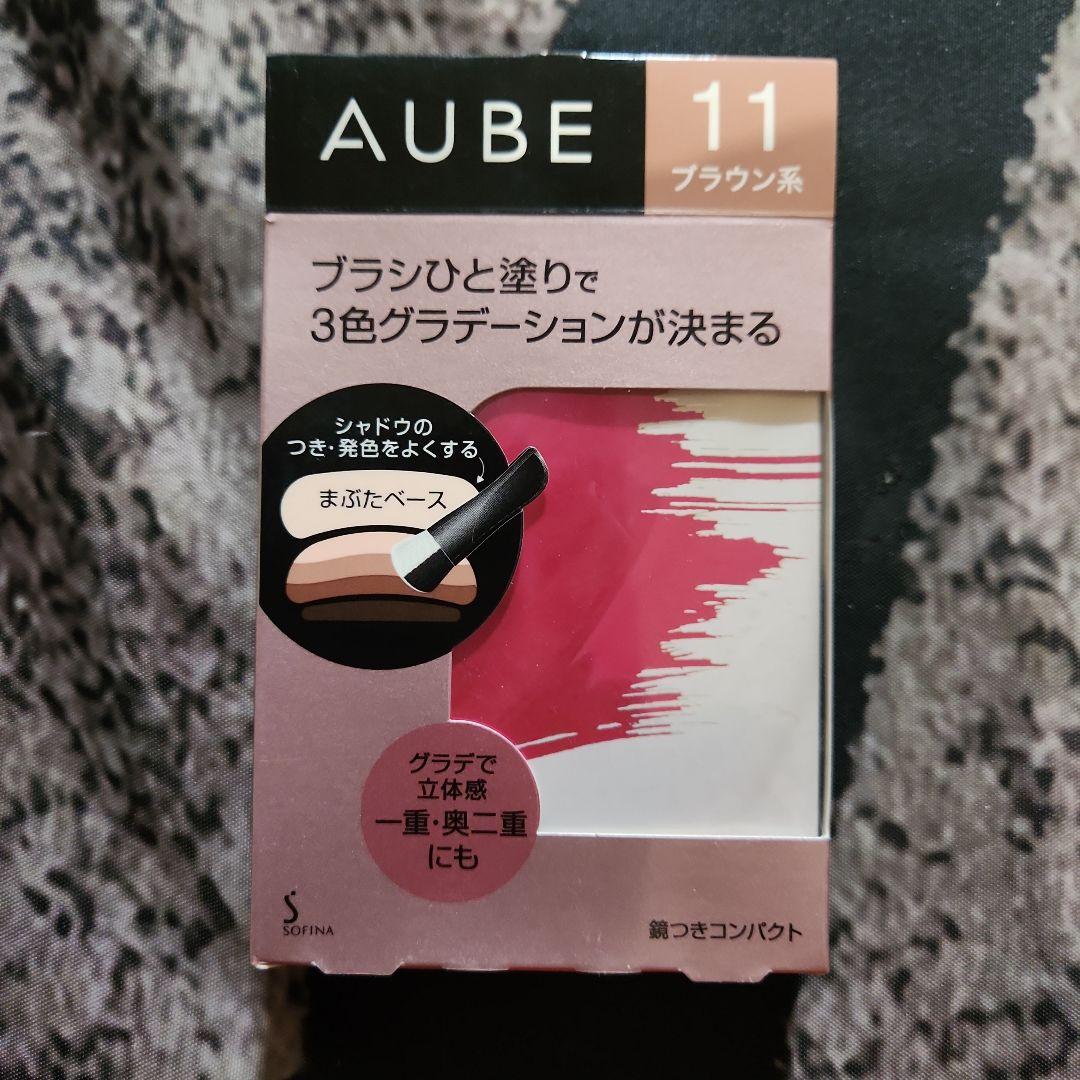 AUBE
11
ブラウン系
ブラシひと塗りで
3色グラデーションが決まる
シャドウの
つき・発色をよくする
まぶたベース
グラデで
立体感
一重・奥二重
にも
SOFINA
鏡つきコンパクト